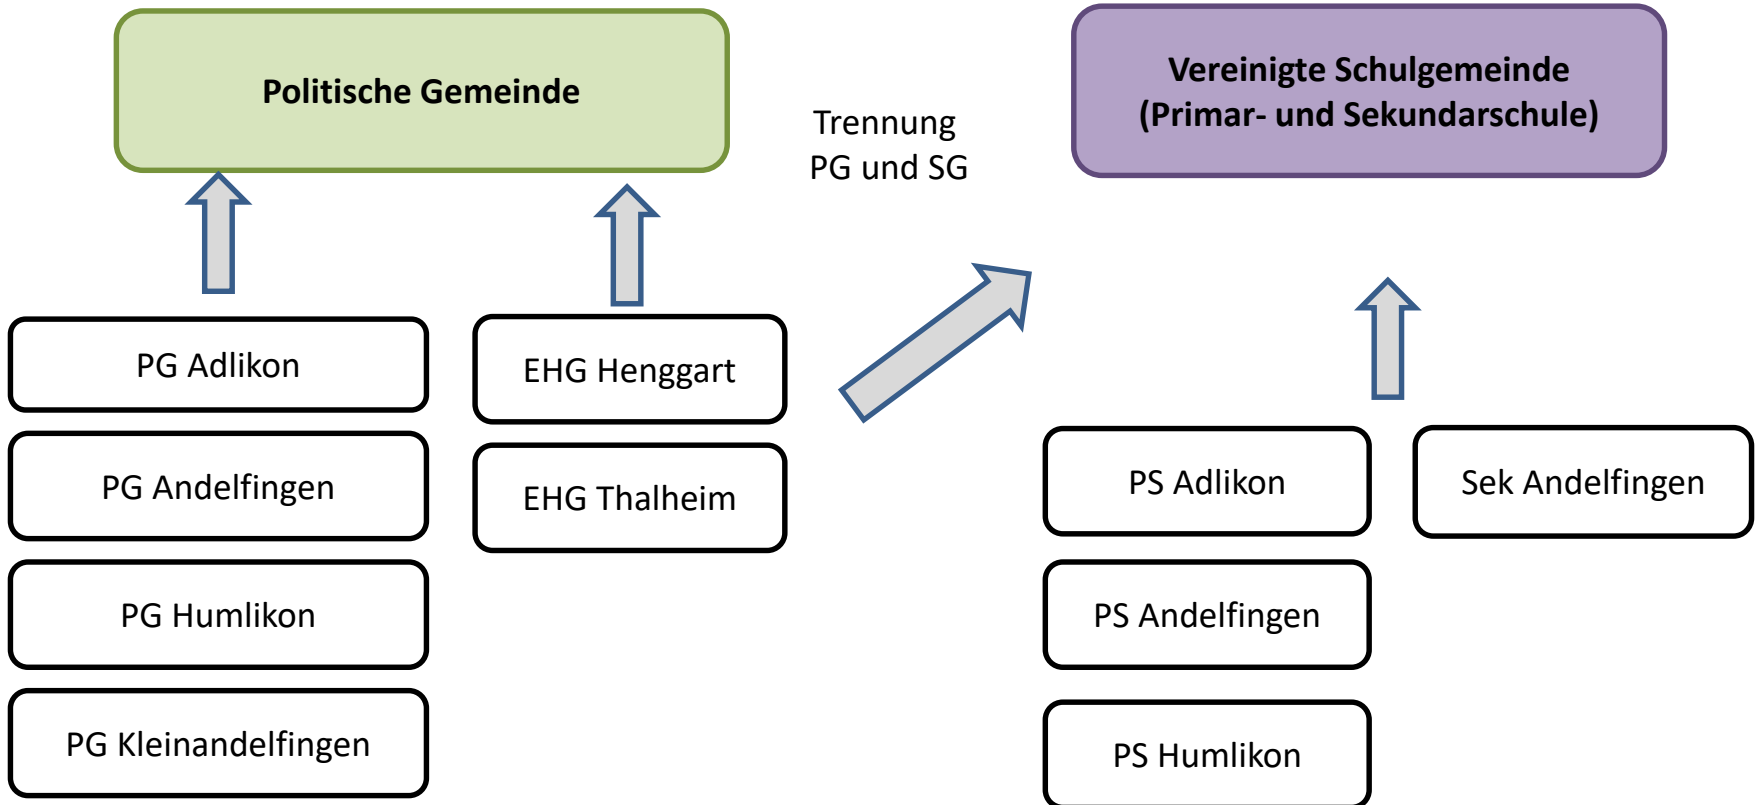 Politische Gemeinde
Vereinigte Schulgemeinde
(Primar- und Sekundarschule)
Trennung
PG und SG
PG Adlikon
PG Andelfingen
PG Humlikon
PG Kleinandelfingen
EHG Henggart
EHG Thalheim
PS Adlikon
PS Andelfingen
PS Humlikon
Sek Andelfingen